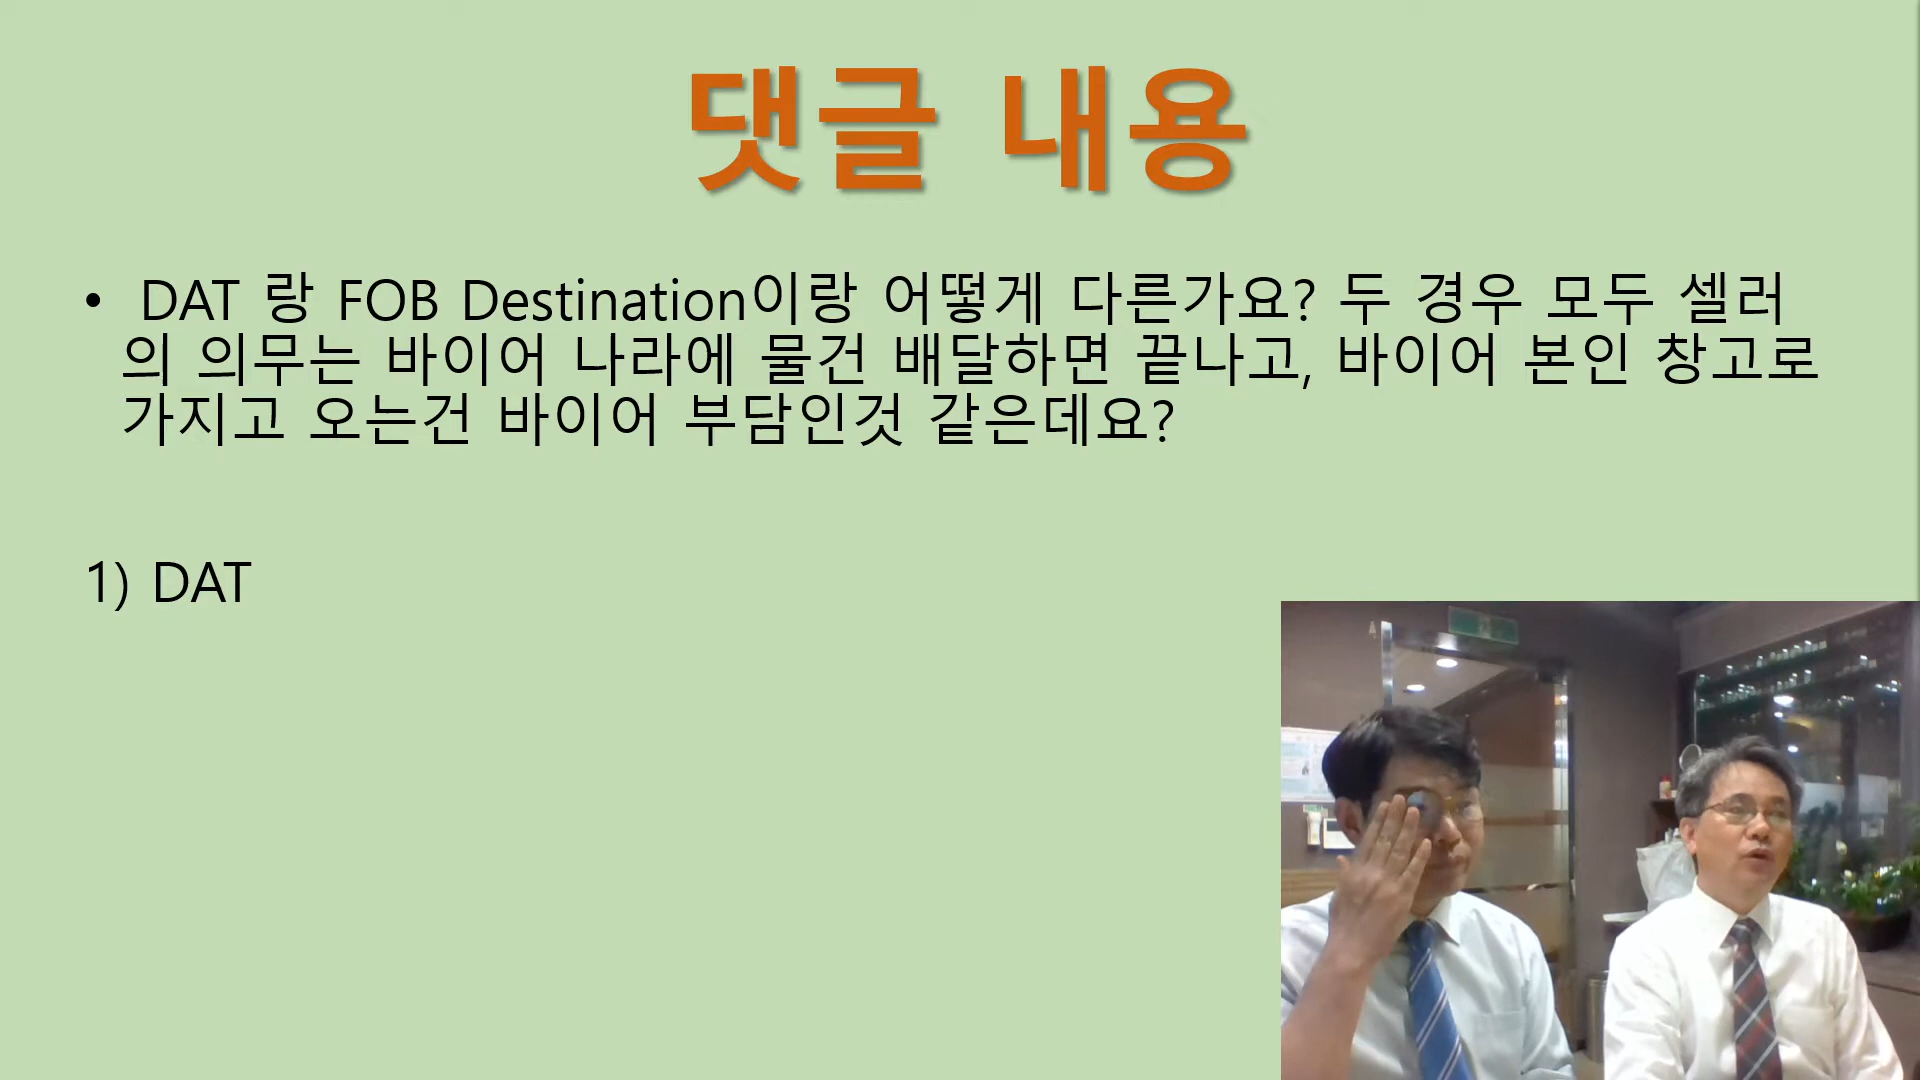 댓글 내용
• DAT 랑 FOB Destination이랑 어떻게 다른가요? 두 경우 모두 셀러
의 의무는 바이어 나라에 물건 배달하면 끝나고, 바이어 본인 창고로
가지고 오는건 바이어 부담인것 같은데요?
1) DAT